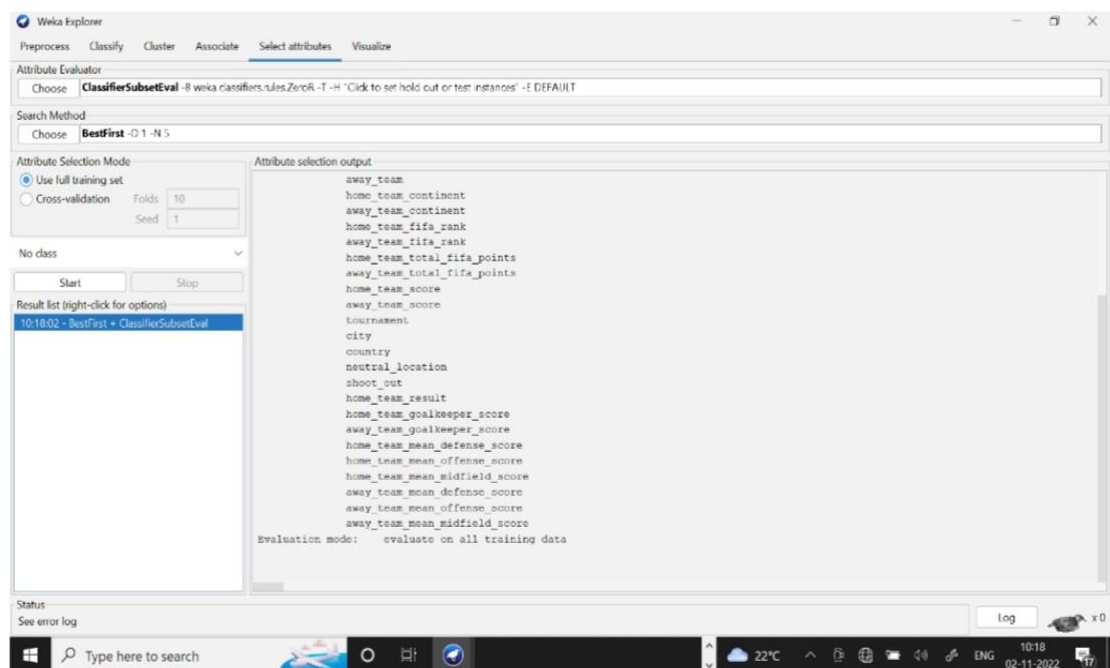 Weka Explorer
Preprocess Classify Cluster Associate Select attributes Visualize
Attribute Evaluator
Choose ClassifierSubsetEval -B weka.classifiers.rules.ZeroR -T -H "Click to set hold out or test instances" -E DEFAULT
Search Method
Choose BestFirst -D 1 -N 5
Attribute Selection Mode
Use full training set
Cross-validation Folds 10
Seed 1
No class
Start Stop
Result list (right-click for options)
10:18:02 - BestFirst + ClassifierSubsetEval
Attribute selection output
away_team
home_team_continent
away_team_continent
home_team_fifa_rank
away_team_fifa_rank
home_team_total_fifa_points
away_team_total_fifa_points
home_team_score
away_team_score
tournament
city
country
neutral_location
shoot_out
home_team_result
home_team_goalkeeper_score
away_team_goalkeeper_score
home_team_mean_defense_score
home_team_mean_offense_score
home_team_mean_midfield_score
away_team_mean_defense_score
away_team_mean_offense_score
away_team_mean_midfield_score
Evaluation mode: evaluate on all training data
Status
See error log
Log x 0
Type here to search
22°C
ENG
10:18
02-11-2022
17